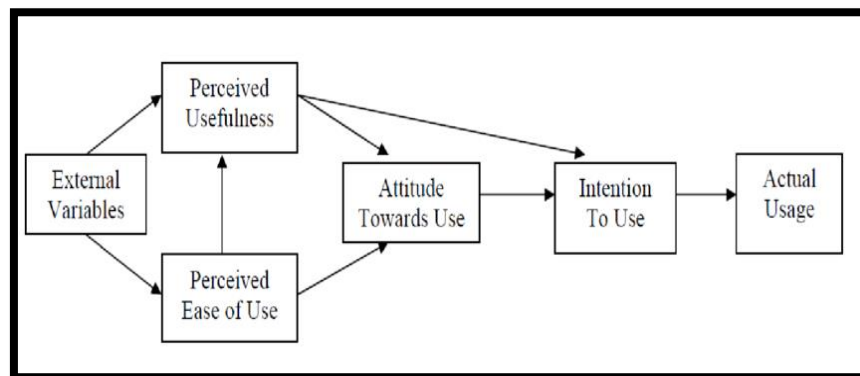 Perceived
Usefulness
External
Variables
Attitude
Towards Use
Intention
To Use
Actual
Usage
Perceived
Ease of Use